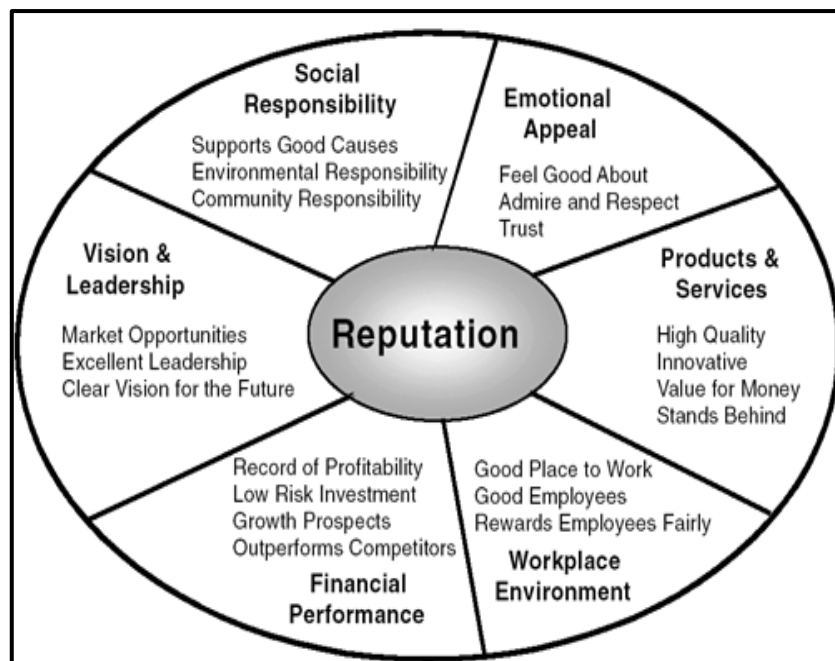 Social
Responsibility
Supports Good Causes
Environmental Responsibility
Community Responsibility
Emotional
Appeal
Feel Good About
Admire and Respect
Trust
Vision &
Leadership
Market Opportunities
Excellent Leadership
Clear Vision for the Future
Reputation
Products &
Services
High Quality
Innovative
Value for Money
Stands Behind
Record of Profitability
Low Risk Investment
Growth Prospects
Outperforms Competitors
Financial
Performance
Good Place to Work
Good Employees
Rewards Employees Fairly
Workplace
Environment